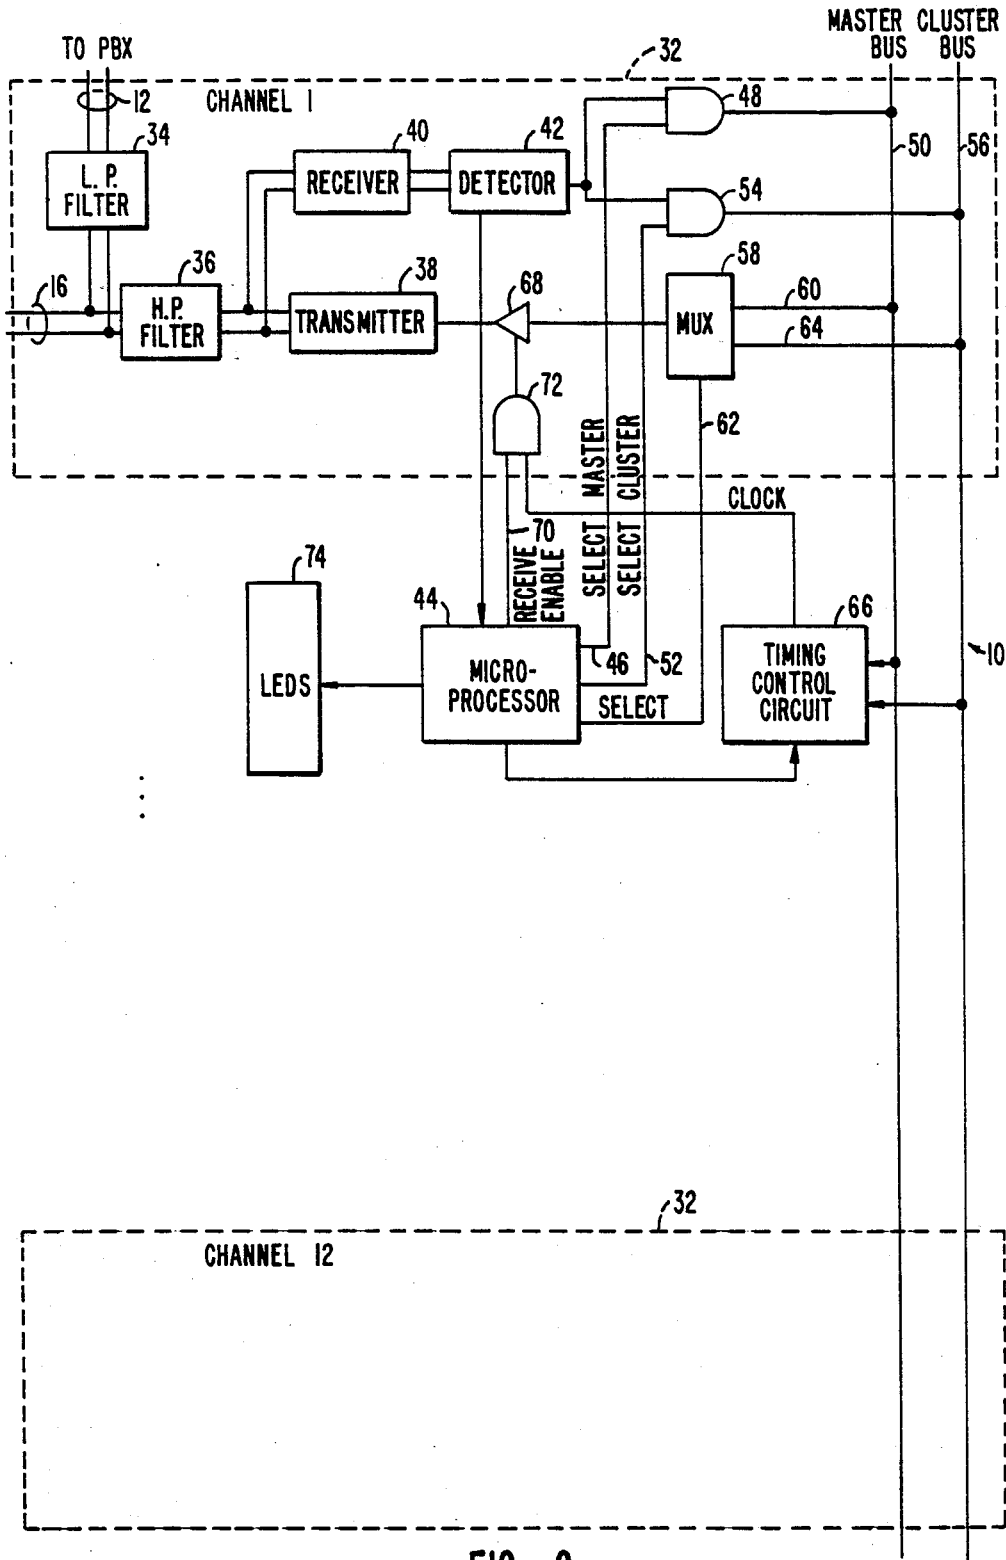 MASTER CLUSTER
BUS BUS
TO PBX
32
12
CHANNEL 1
48
34
40
42
50
56
L. P.
FILTER
RECEIVER
DETECTOR
54
16
36
38
68
58
H.P.
FILTER
TRANSMITTER
MUX
60
64
72
62
SELECT MASTER
SELECT CLUSTER
CLOCK
70
RECEIVE
ENABLE
74
44
66
LEDS
MICRO-
PROCESSOR
46
52
TIMING
CONTROL
CIRCUIT
10
SELECT
32
CHANNEL 12